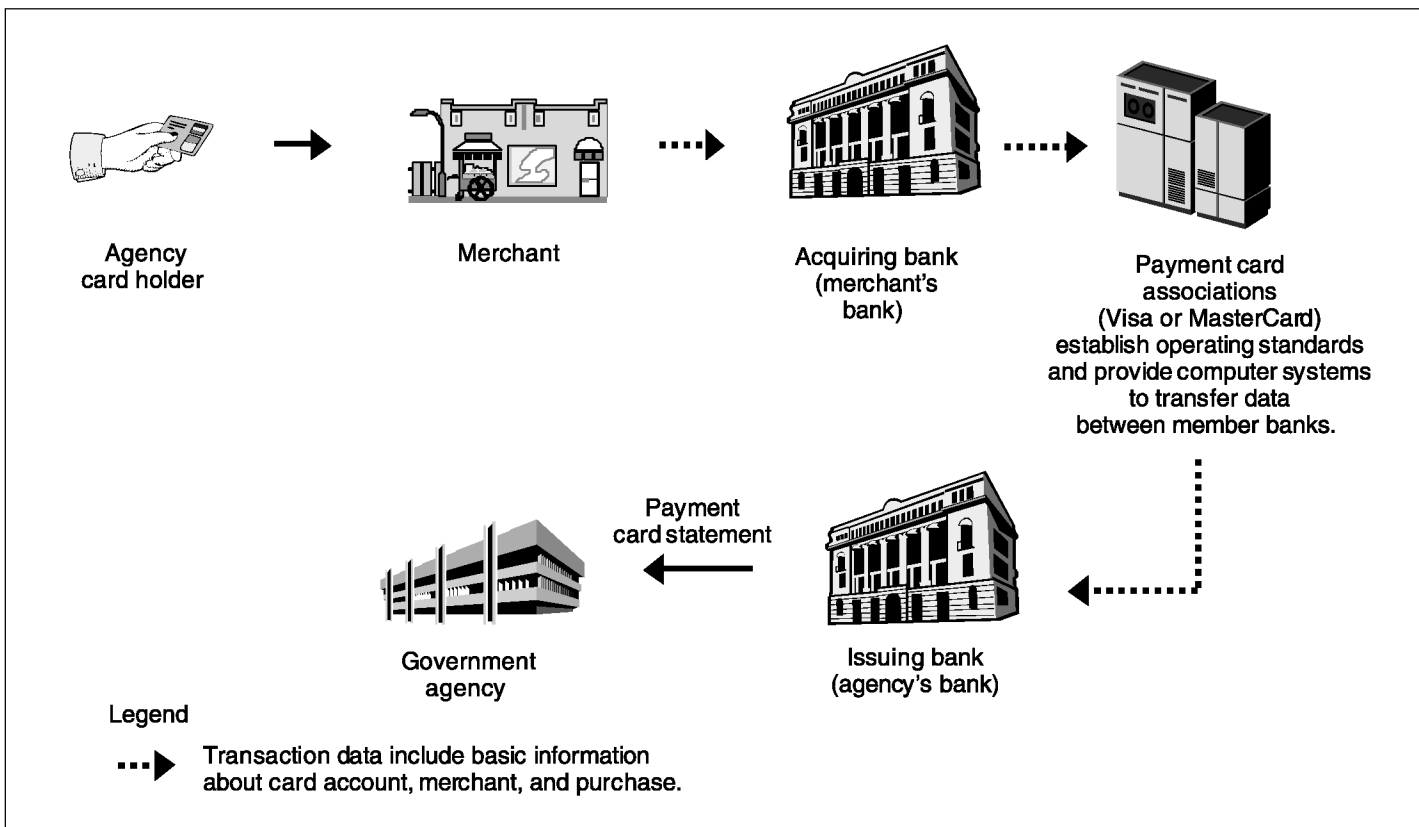 Agency
card holder
Merchant
Acquiring bank
(merchant's
bank)
Payment card
associations
(Visa or MasterCard)
establish operating standards
and provide computer systems
to transfer data
between member banks.
Payment
card statement
Government
agency
Issuing bank
(agency's bank)
Legend
Transaction data include basic information
about card account, merchant, and purchase.